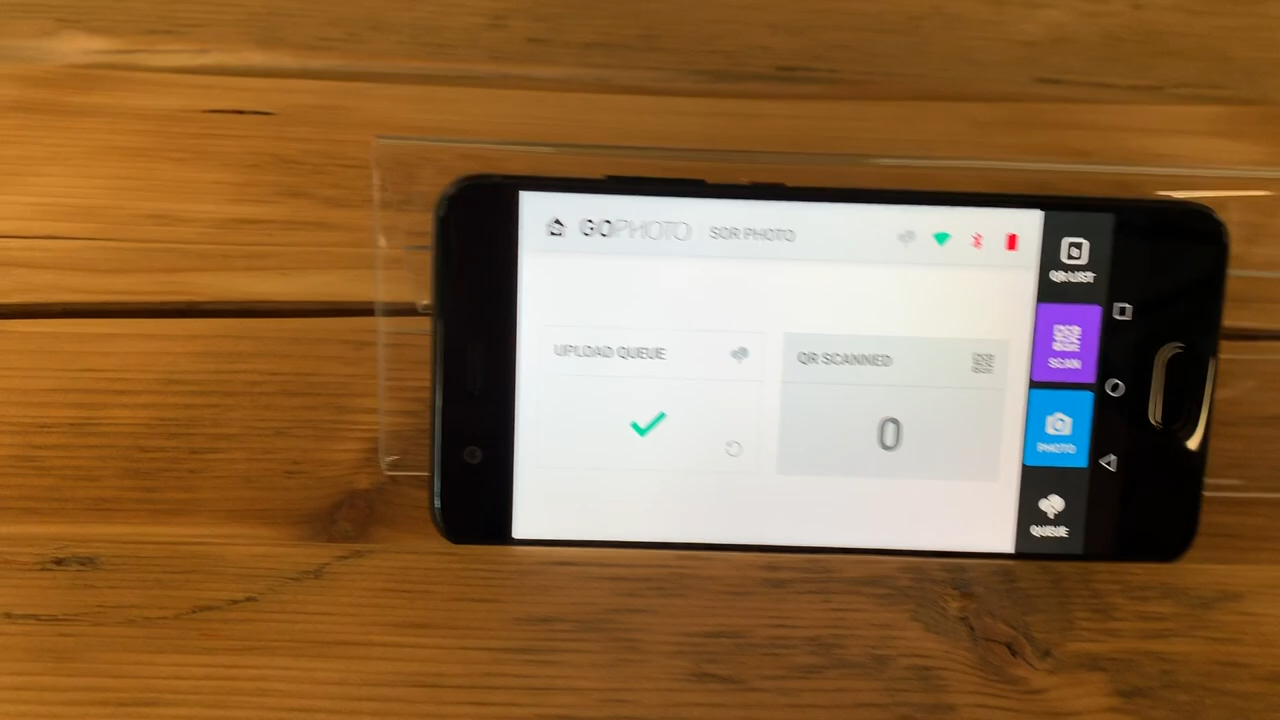 GOPHOTO SOR PHOTO
UPLOAD QUEUE
QR SCANNED
0
QR LIST
SCAN
PHOTO
QUEUE